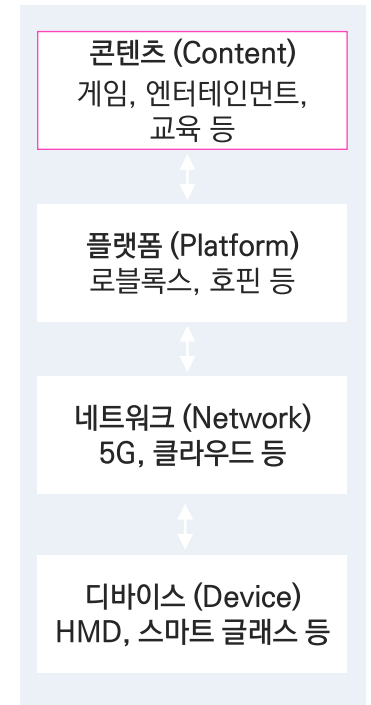 콘텐츠 (Content)
게임, 엔터테인먼트,
교육 등
플랫폼 (Platform)
로블록스, 호핀 등
네트워크 (Network)
5G, 클라우드 등
디바이스 (Device)
HMD, 스마트 글래스 등